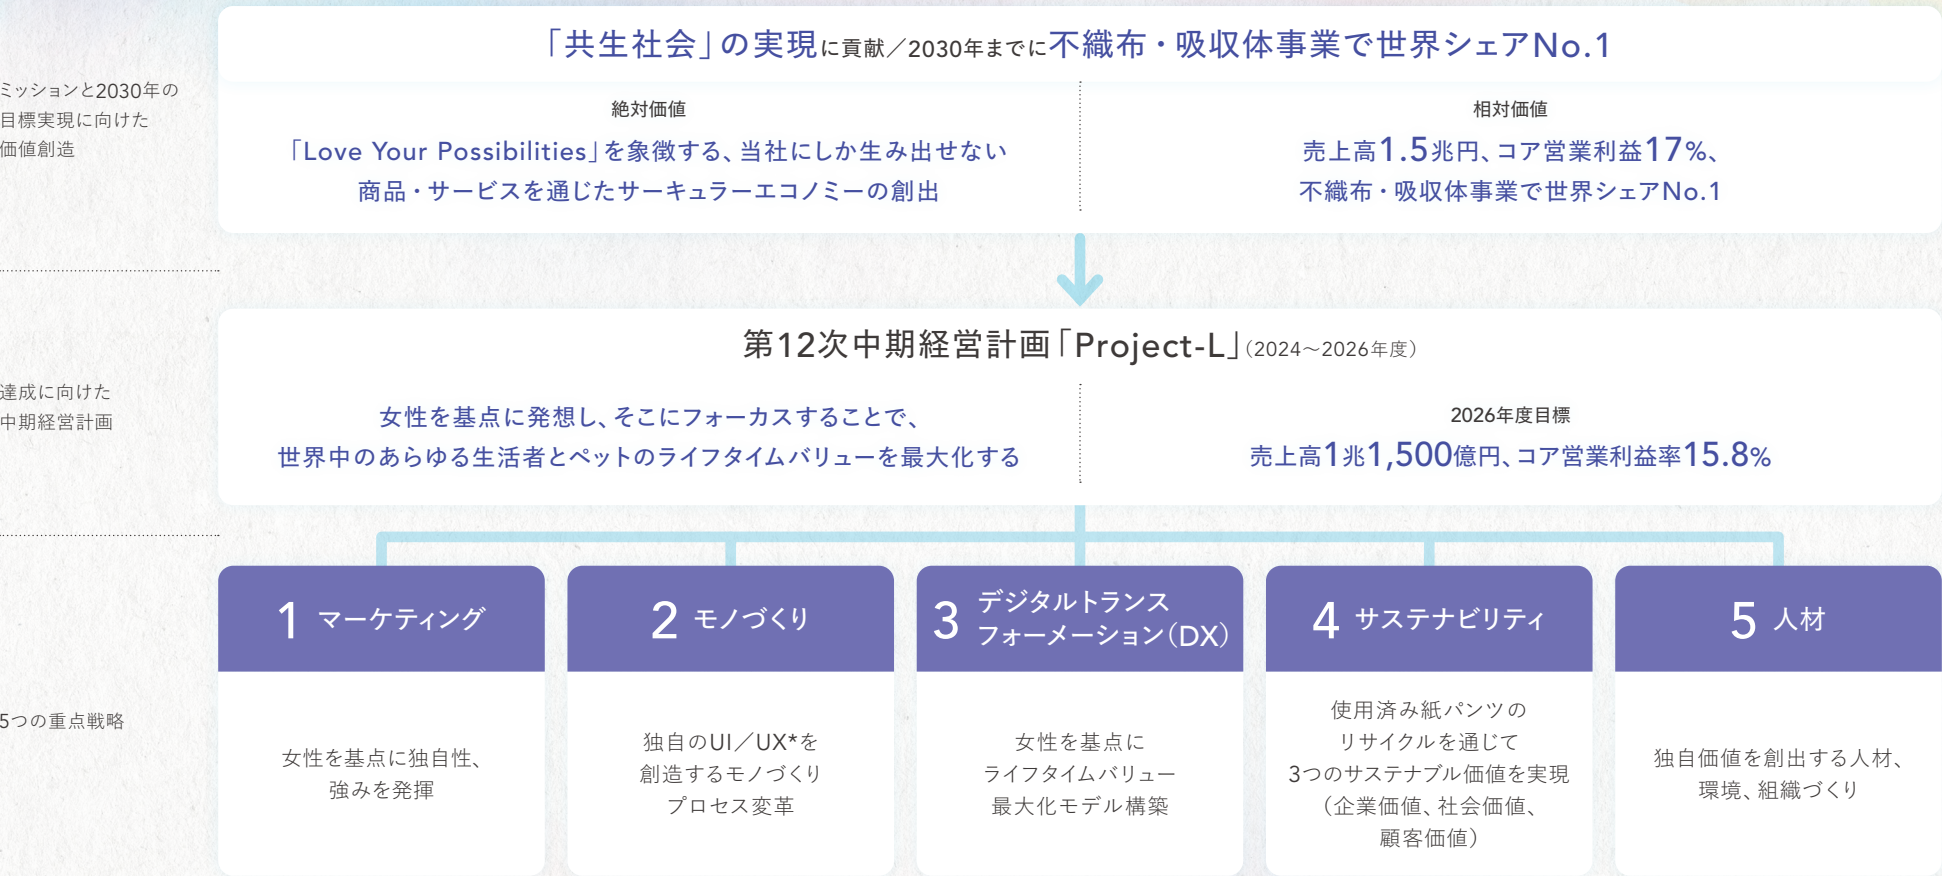 「共生社会」の実現に貢献／2030年までに不織布・吸収体事業で世界シェアNo.1
ミッションと2030年の
目標実現に向けた
価値創造
絶対価値
「Love Your Possibilities」を象徴する、当社にしか生み出せない
商品・サービスを通じたサーキュラーエコノミーの創出
相対価値
売上高1.5兆円、コア営業利益17%、
不織布・吸収体事業で世界シェアNo.1
達成に向けた
中期経営計画
第12次中期経営計画「Project-L」（2024～2026年度）
女性を基点に発想し、そこにフォーカスすることで、
世界中のあらゆる生活者とペットのライフタイムバリューを最大化する
2026年度目標
売上高1兆1,500億円、コア営業利益率15.8%
5つの重点戦略
1 マーケティング
女性を基点に独自性、
強みを発揮
2 モノづくり
独自のUI／UX*を
創造するモノづくり
プロセス変革
3 デジタルトランス
フォーメーション（DX）
女性を基点に
ライフタイムバリュー
最大化モデル構築
4 サステナビリティ
使用済み紙パンツの
リサイクルを通じて
3つのサステナブル価値を実現
（企業価値、社会価値、
顧客価値）
5 人材
独自価値を創出する人材、
環境、組織づくり